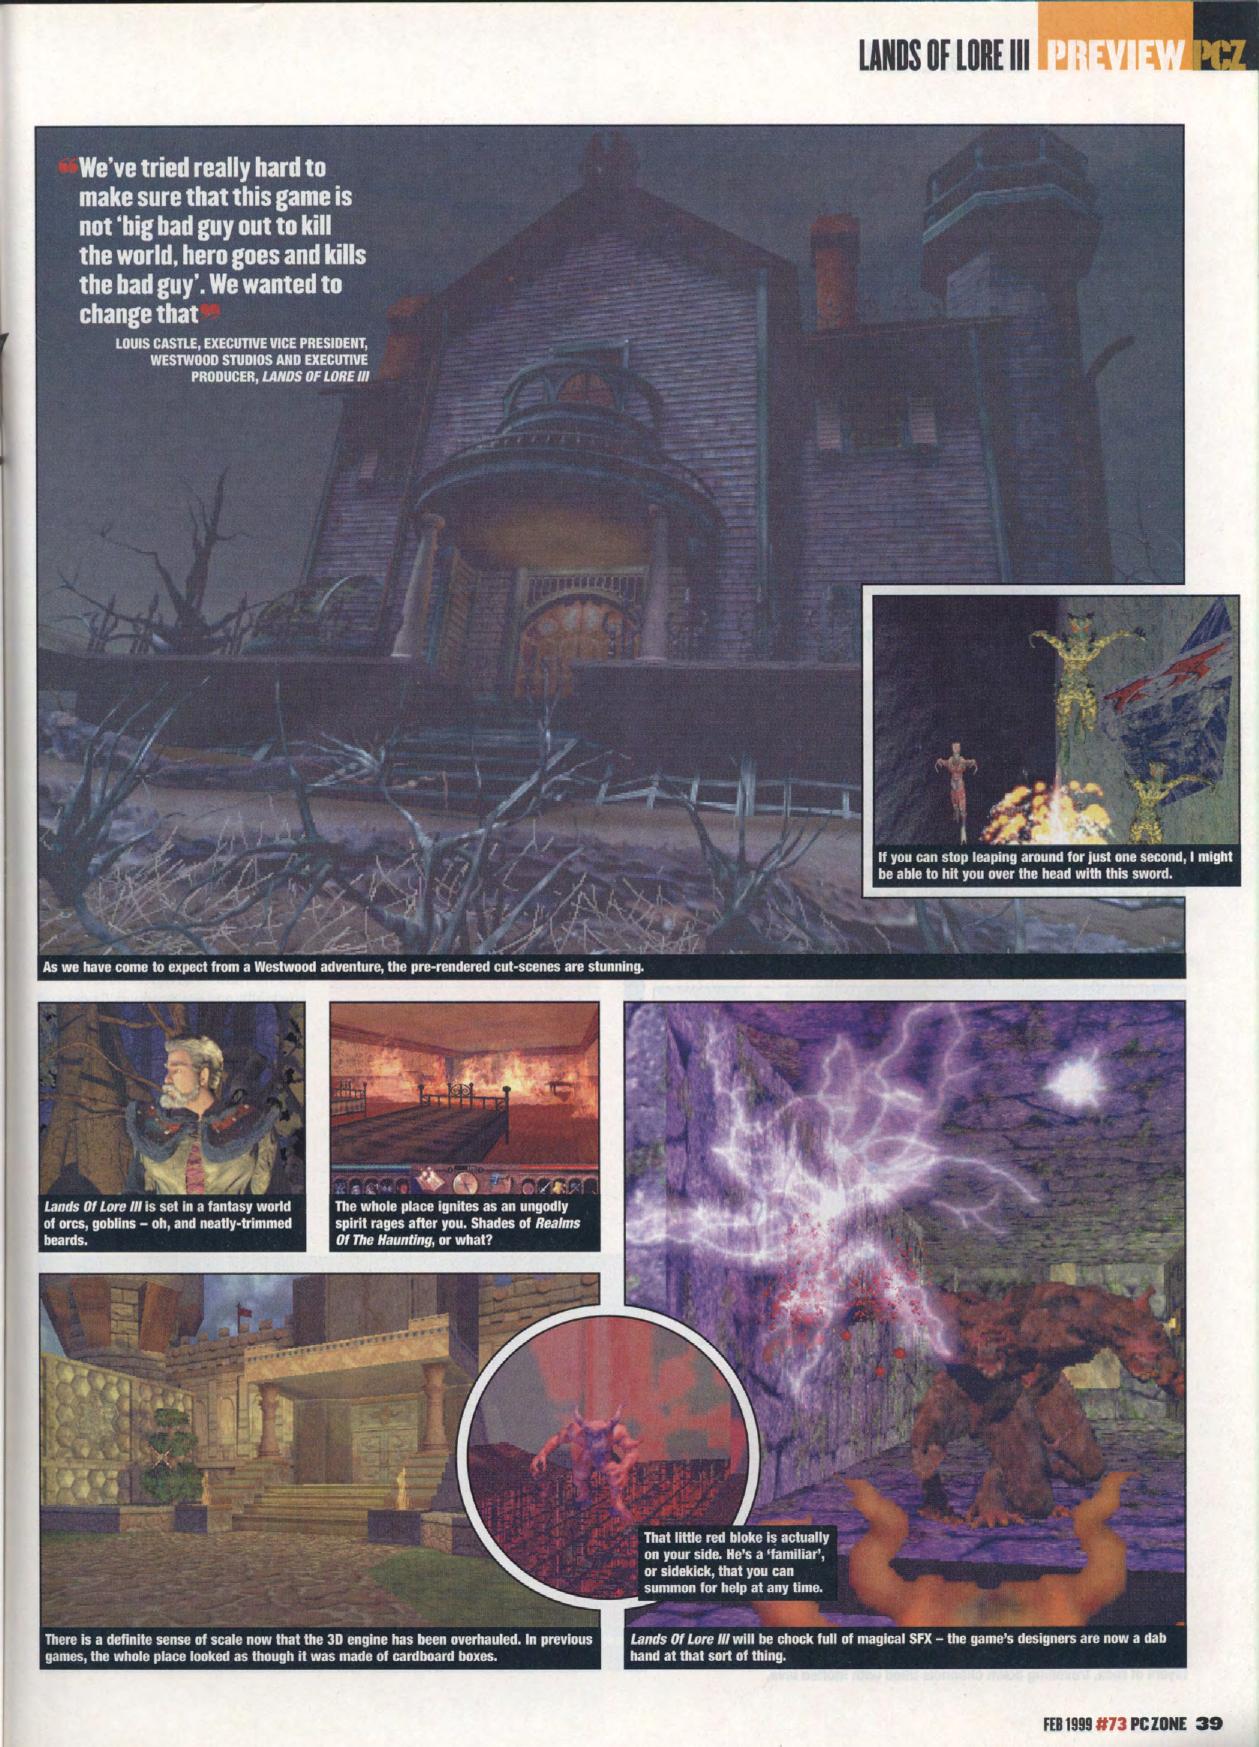 LANDS OF LORE III PREVIEW PCZ
“We've tried really hard to
make sure that this game is
not ‘big bad guy out to kill
the world, hero goes and kills
the bad guy’. We wanted to
change that”
LOUIS CASTLE, EXECUTIVE VICE PRESIDENT,
WESTWOOD STUDIOS AND EXECUTIVE
PRODUCER, LANDS OF LORE III
If you can stop leaping around for just one second, I might
be able to hit you over the head with this sword.
As we have come to expect from a Westwood adventure, the pre-rendered cut-scenes are stunning.
Lands Of Lore III is set in a fantasy world
of orcs, goblins – oh, and neatly-trimmed
beards.
The whole place ignites as an ungodly
spirit rages after you. Shades of Realms
Of The Haunting, or what?
That little red bloke is actually
on your side. He's a ‘familiar’,
or sidekick, that you can
summon for help at any time.
There is a definite sense of scale now that the 3D engine has been overhauled. In previous
games, the whole place looked as though it was made of cardboard boxes.
Lands Of Lore III will be chock full of magical SFX – the game's designers are now a dab
hand at that sort of thing.
FEB 1999 #73 PC ZONE 39